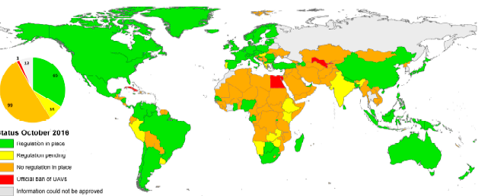 Status October 2016
Regulation in place
Regulation pending
No regulation in place
Official Ban of UAVs
Information could not be approved